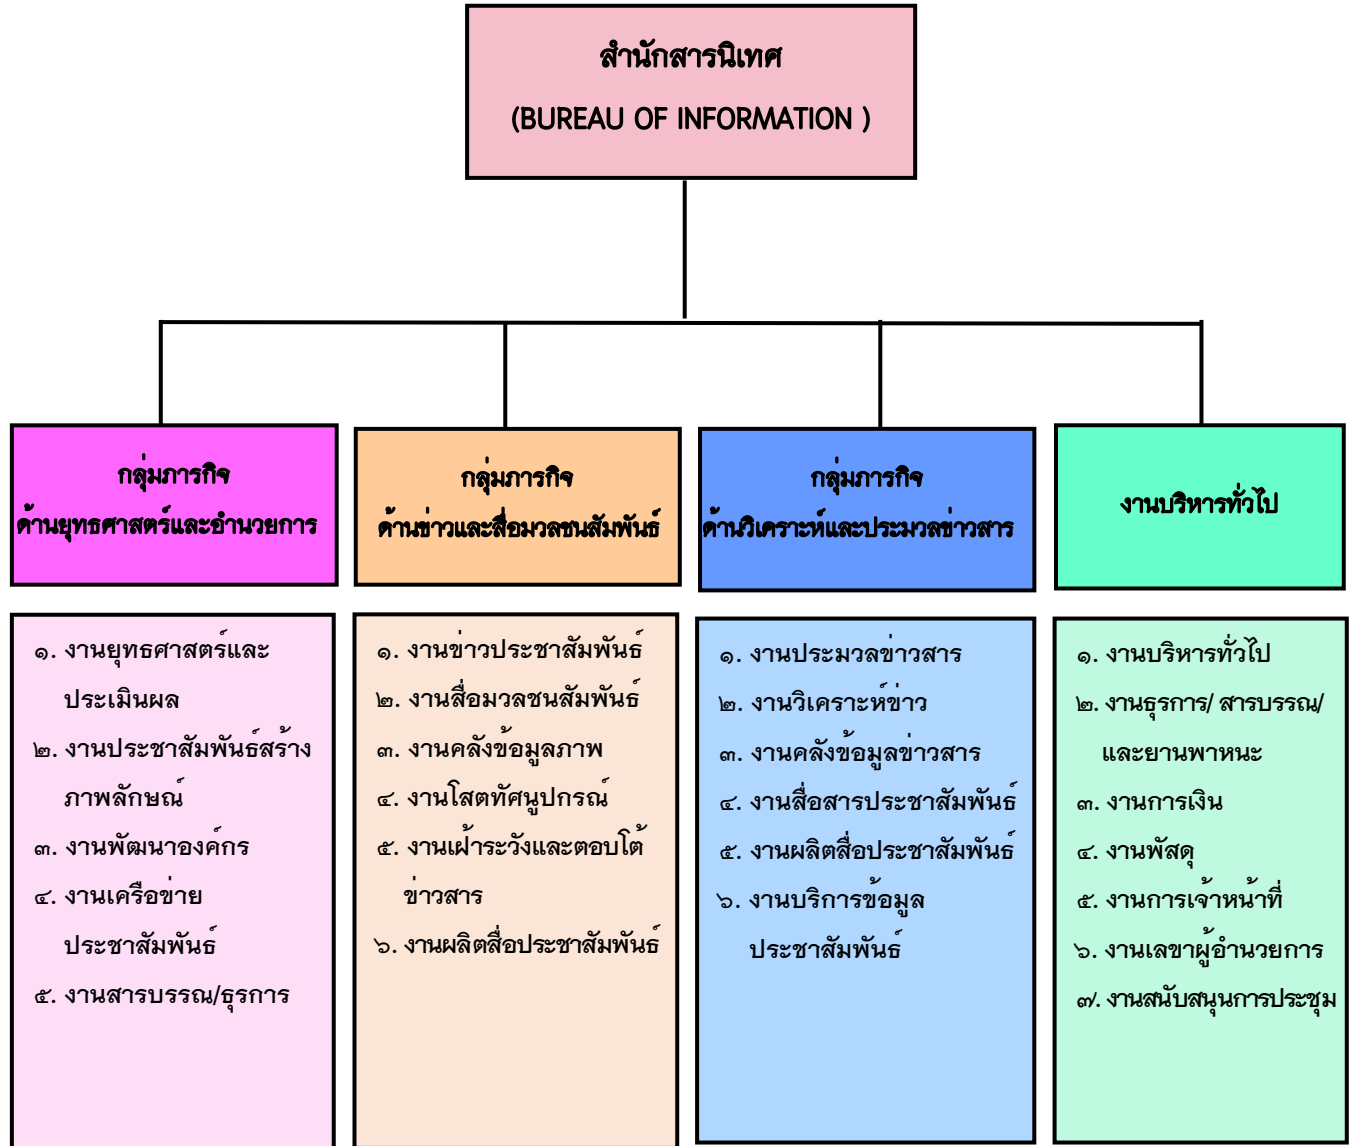 สำนักสารนิเทศ
(BUREAU OF INFORMATION )
กลุ่มภารกิจ
ด้านยุทธศาสตร์และอำนวยการ
กลุ่มภารกิจ
ด้านข่าวและสื่อมวลชนสัมพันธ์
กลุ่มภารกิจ
ด้านวิเคราะห์และประมวลข่าวสาร
งานบริหารทั่วไป
๑. งานยุทธศาสตร์และ
ประเมินผล
๒. งานประชาสัมพันธ์สร้าง
ภาพลักษณ์
๓. งานพัฒนาองค์กร
๔. งานเครือข่าย
ประชาสัมพันธ์
๕. งานสารบรรณ/ธุรการ
๑. งานข่าวประชาสัมพันธ์
๒. งานสื่อมวลชนสัมพันธ์
๓. งานคลังข้อมูลภาพ
๔. งานโสตทัศนูปกรณ์
๕. งานเฝ้าระวังและตอบโต้
ข่าวสาร
๖. งานผลิตสื่อประชาสัมพันธ์
๑. งานประมวลข่าวสาร
๒. งานวิเคราะห์ข่าว
๓. งานคลังข้อมูลข่าวสาร
๔. งานสื่อสารประชาสัมพันธ์
๕. งานผลิตสื่อประชาสัมพันธ์
๖. งานบริการข้อมูล
ประชาสัมพันธ์
๑. งานบริหารทั่วไป
๒. งานธุรการ/ สารบรรณ/
และยานพาหนะ
๓. งานการเงิน
๔. งานพัสดุ
๕. งานการเจ้าหน้าที่
๖. งานเลขาผู้อำนวยการ
๗. งานสนับสนุนการประชุม